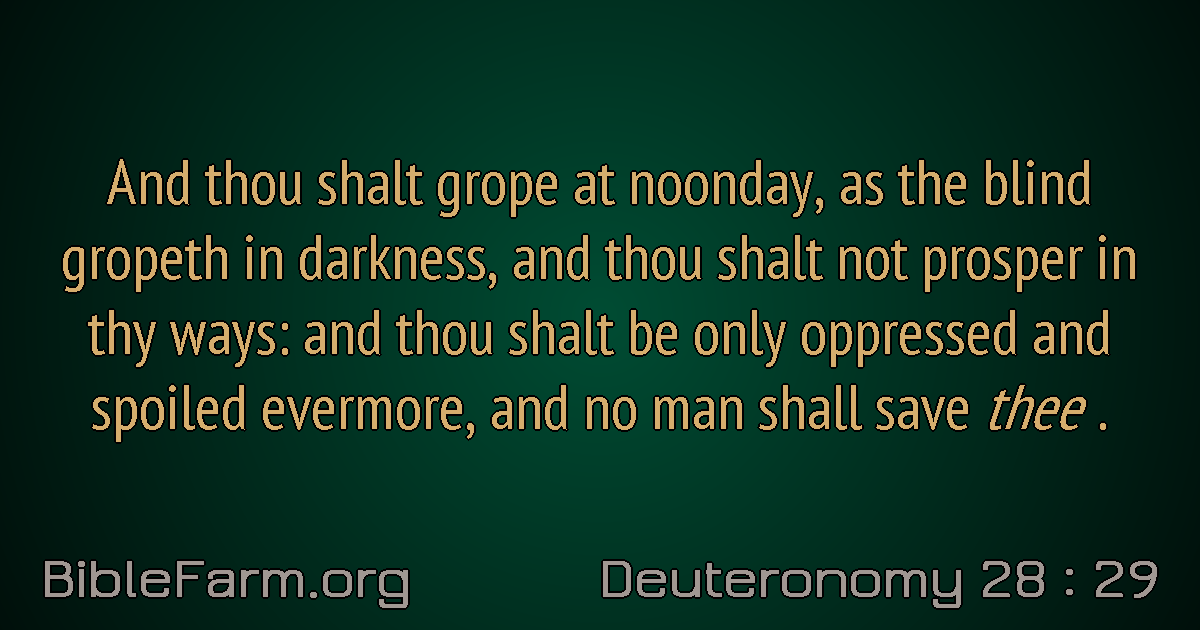 And thou shalt grope at noonday, as the blind
gropeth in darkness, and thou shalt not prosper in
thy ways: and thou shalt be only oppressed and
spoiled evermore, and no man shall save thee .
BibleFarm.org
Deuteronomy 28 : 29